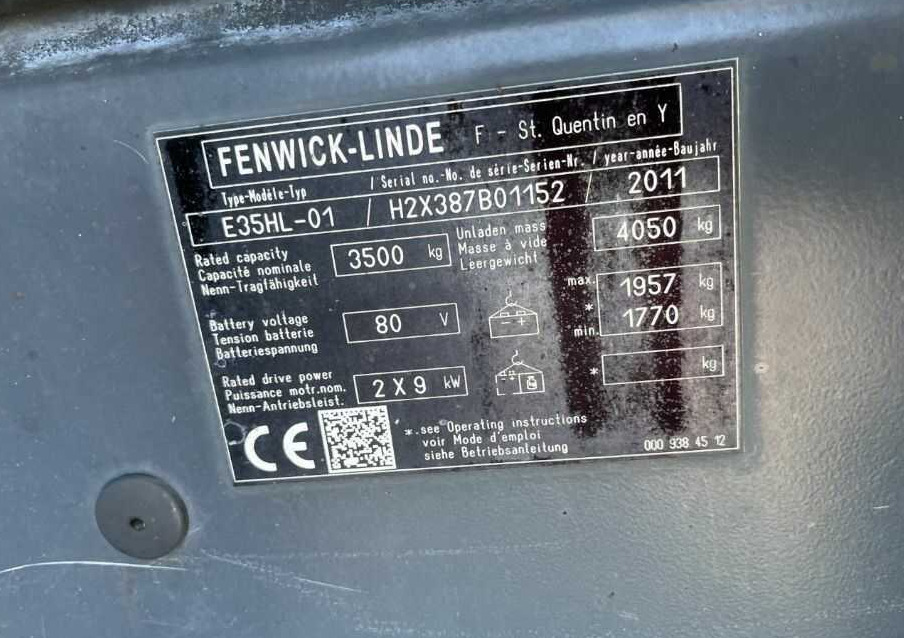 FENWICK-LINDE F - St. Quentin en Y
Type-Modèle-Typ / Serial no.-No. de série-Serien-Nr. / year-année-Baujahr
E35HL-01 / H2X387B01152 / 2011
Rated capacity
Capacité nominale
Nenn-Tragfähigkeit
3500 kg
Unladen mass
Masse à vide
Leergewicht
4050 kg
Battery voltage
Tension batterie
Batteriespannung
80 V
- +
max. 1957 kg
*
min. 1770 kg
Rated drive power
Puissance motr.nom.
Nenn-Antriebsleist.
2 X 9 kW
- +
* kg
CE
*.see Operating instructions
voir Mode d'emploi
siehe Betriebsanleitung
000 938 45 12